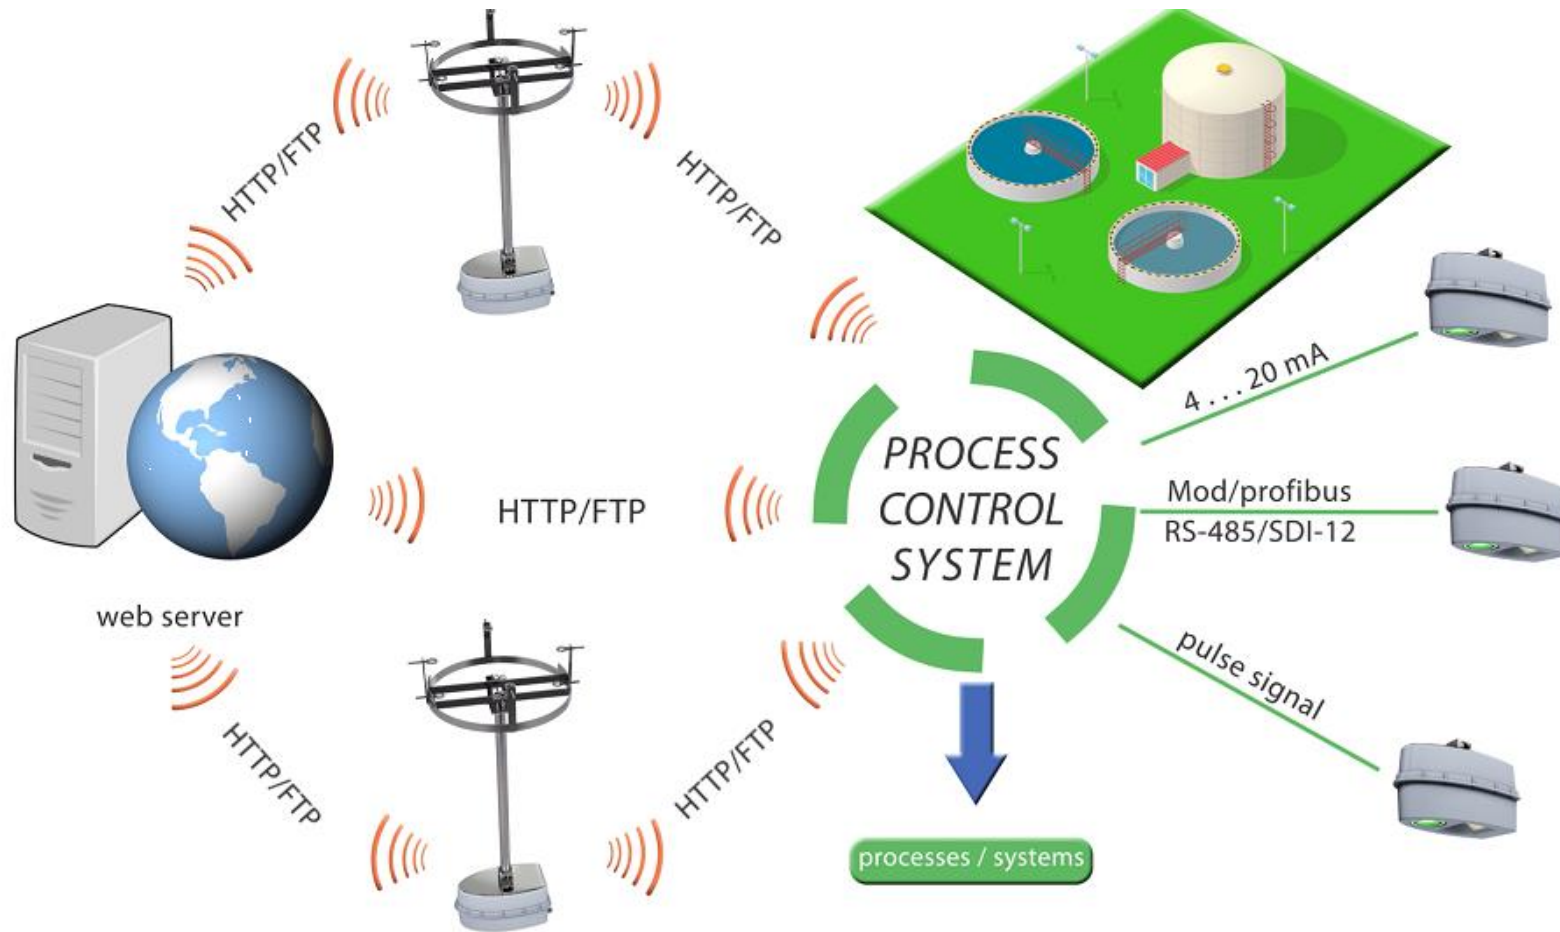 HTTP/FTP
HTTP/FTP
4 . . . 20 mA
PROCESS
CONTROL
SYSTEM
Mod/profibus
RS-485/SDI-12
HTTP/FTP
web server
pulse signal
HTTP/FTP
HTTP/FTP
processes / systems